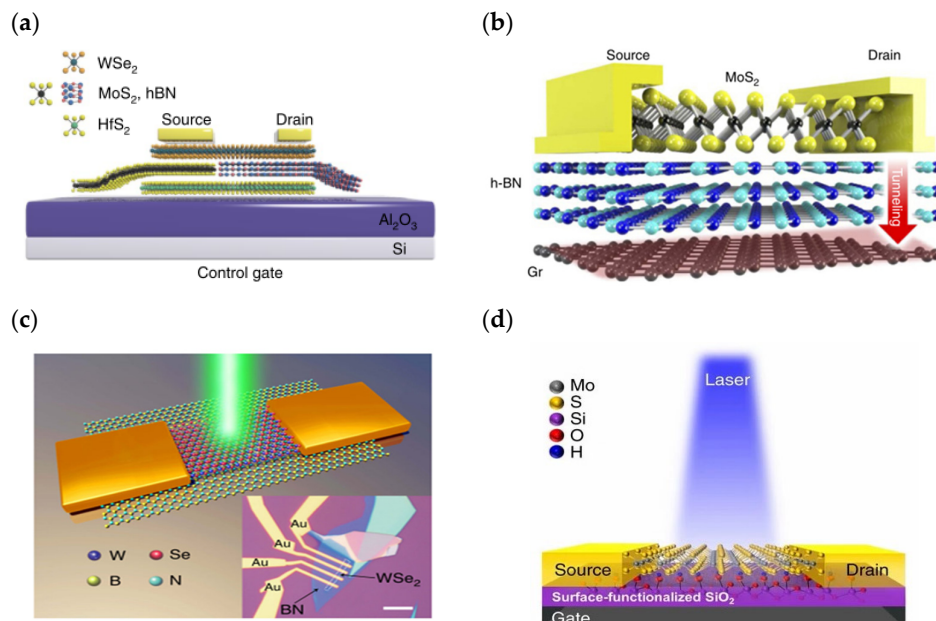 (a)
WSe₂
MoS₂, hBN
HfS₂
Source
Drain
Al₂O₃
Si
Control gate
(b)
Source
MoS₂
Drain
h-BN
Tunneling
Gr
(c)
W
Se
B
N
Au
Au
Au
Au
WSe₂
BN
(d)
Laser
Mo
S
Si
O
H
Source
Drain
Surface-functionalized SiO₂
Gate